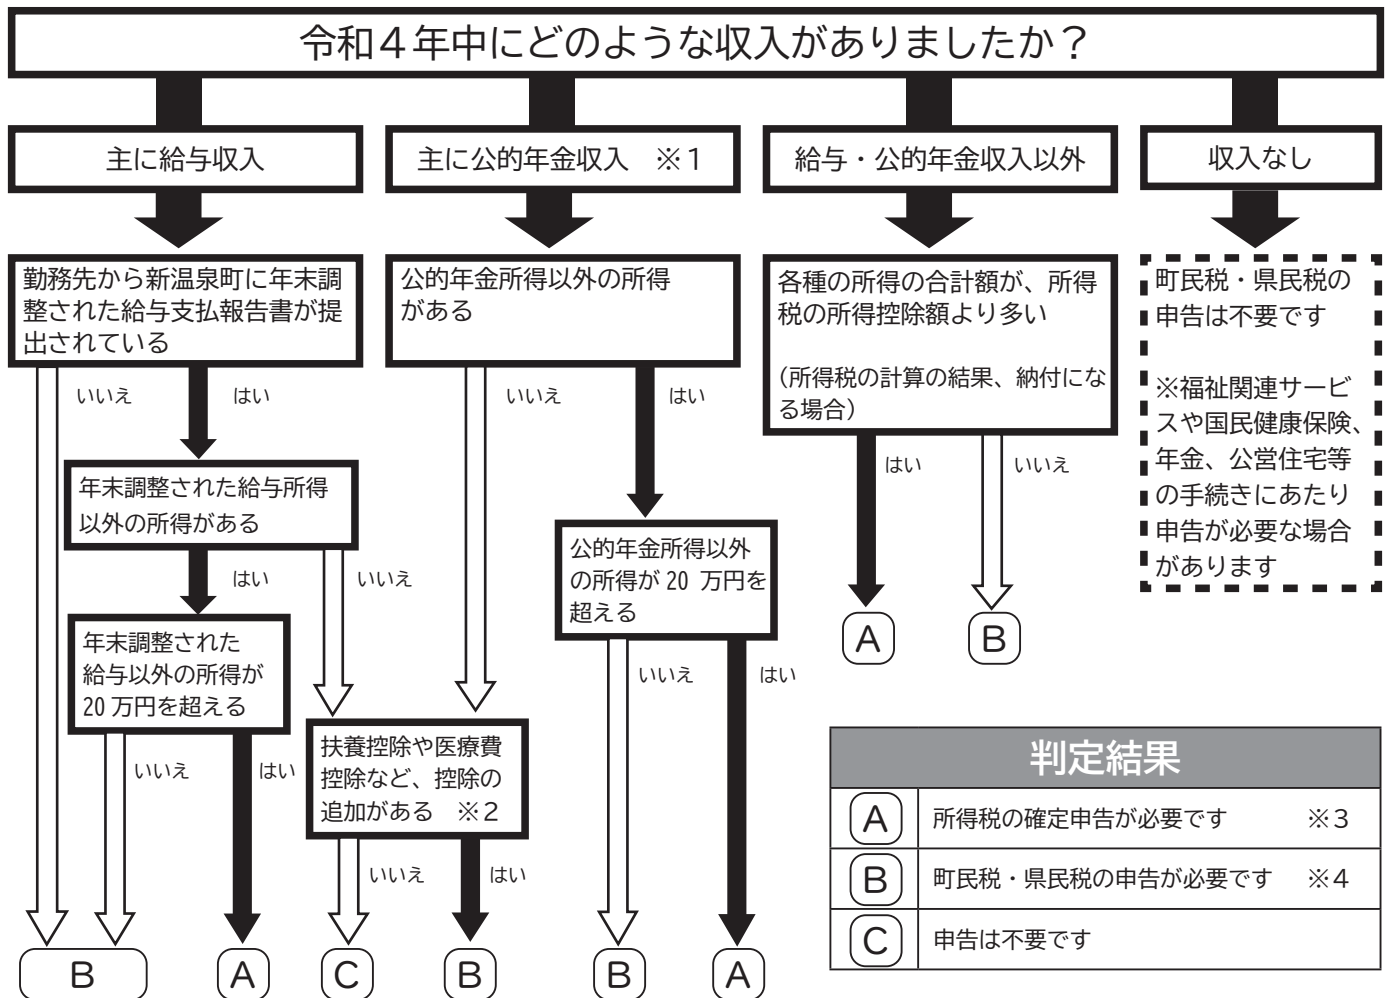 令和４年中にどのような収入がありましたか？
主に給与収入
主に公的年金収入　※１
給与・公的年金収入以外
収入なし
勤務先から新温泉町に年末調
整された給与支払報告書が提
出されている
いいえ
はい
年末調整された給与所得
以外の所得がある
はい
いいえ
年末調整された
給与以外の所得が
20 万円を超える
いいえ
はい
公的年金所得以外の所得
がある
いいえ
はい
扶養控除や医療費
控除など、控除の
追加がある　※２
いいえ
はい
公的年金所得以外
の所得が 20 万円を
超える
いいえ
はい
B
A
C
B
B
A
各種の所得の合計額が、所得
税の所得控除額より多い
（所得税の計算の結果、納付にな
る場合）
はい
いいえ
A
B
町民税・県民税の
申告は不要です
※福祉関連サービ
スや国民健康保険、
年金、公営住宅等
の手続きにあたり
申告が必要な場合
があります
判定結果
A 所得税の確定申告が必要です　※３
B 町民税・県民税の申告が必要です　※４
C 申告は不要です